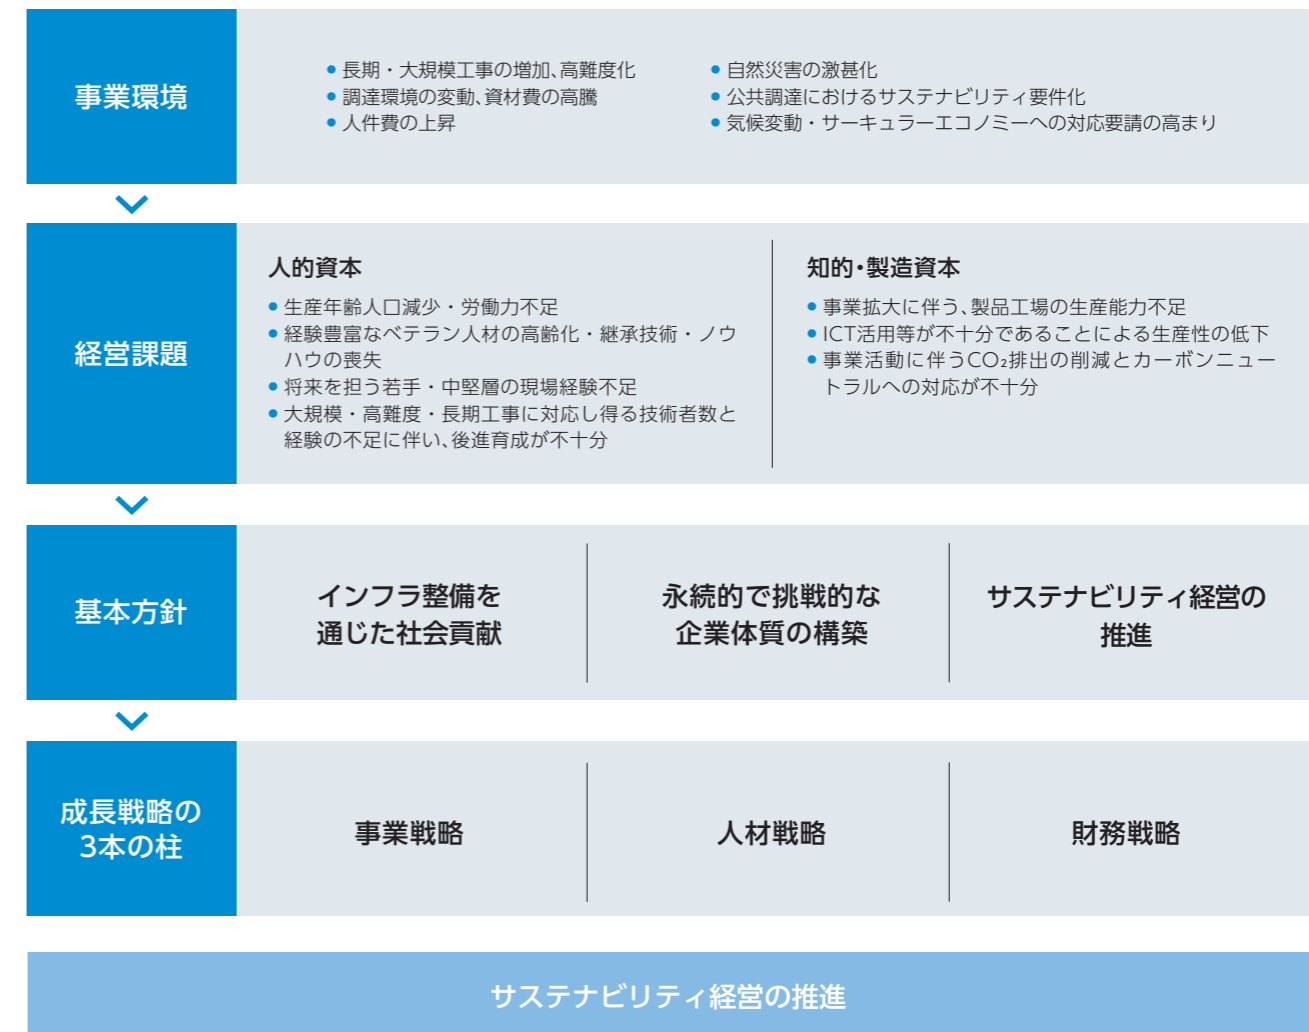 事業環境
● 長期・大規模工事の増加、高難度化
● 調達環境の変動、資材費の高騰
● 人件費の上昇
● 自然災害の激甚化
● 公共調達におけるサステナビリティ要件化
● 気候変動・サーキュラーエコノミーへの対応要請の高まり
経営課題
人的資本
● 生産年齢人口減少・労働力不足
● 経験豊富なベテラン人材の高齢化・継承技術・ノウ
ハウの喪失
● 将来を担う若手・中堅層の現場経験不足
● 大規模・高難度・長期工事に対応し得る技術者数と
経験の不足に伴い、後進育成が不十分
知的・製造資本
● 事業拡大に伴う、製品工場の生産能力不足
● ICT活用等が不十分であることによる生産性の低下
● 事業活動に伴うCO₂排出の削減とカーボンニュー
トラルへの対応が不十分
基本方針
インフラ整備を
通じた社会貢献
永続的で挑戦的な
企業体質の構築
サステナビリティ経営の
推進
成長戦略の
3本の柱
事業戦略
人材戦略
財務戦略
サステナビリティ経営の推進